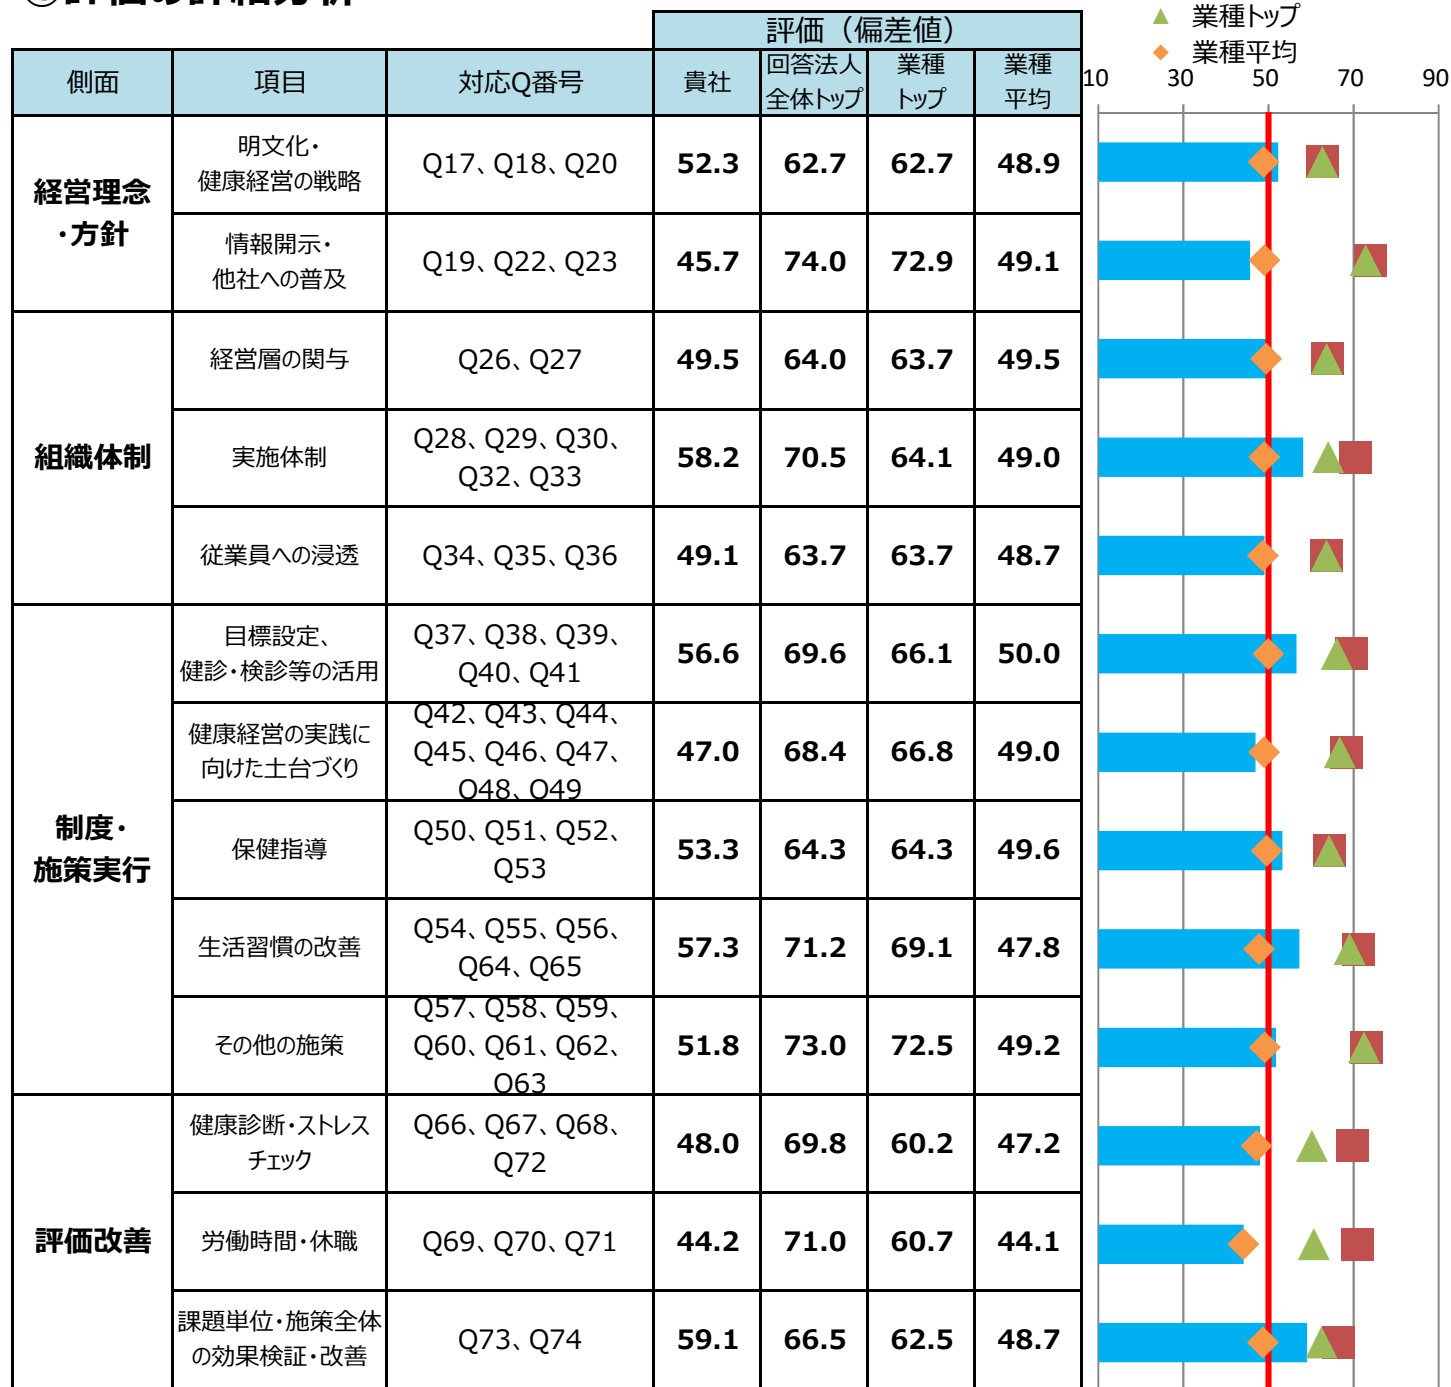 評価（偏差値）
▲ 業種トップ
◆ 業種平均
側面 項目 対応Q番号 貴社 回答法人 業種 業種
全体トップ トップ 平均
10 30 50 70 90
経営理念
・方針
明文化・
健康経営の戦略
Q17、Q18、Q20 52.3 62.7 62.7 48.9
情報開示・
他社への普及
Q19、Q22、Q23 45.7 74.0 72.9 49.1
組織体制
経営層の関与 Q26、Q27 49.5 64.0 63.7 49.5
実施体制
Q28、Q29、Q30、
Q32、Q33
58.2 70.5 64.1 49.0
従業員への浸透 Q34、Q35、Q36 49.1 63.7 63.7 48.7
制度・
施策実行
目標設定、
健診・検診等の活用
Q37、Q38、Q39、
Q40、Q41
56.6 69.6 66.1 50.0
健康経営の実践に
向けた土台づくり
Q42、Q43、Q44、
Q45、Q46、Q47、
Q48、Q49
47.0 68.4 66.8 49.0
保健指導
Q50、Q51、Q52、
Q53
53.3 64.3 64.3 49.6
生活習慣の改善
Q54、Q55、Q56、
Q64、Q65
57.3 71.2 69.1 47.8
その他の施策
Q57、Q58、Q59、
Q60、Q61、Q62、
Q63
51.8 73.0 72.5 49.2
評価改善
健康診断・ストレス
チェック
Q66、Q67、Q68、
Q72
48.0 69.8 60.2 47.2
労働時間・休職 Q69、Q70、Q71 44.2 71.0 60.7 44.1
課題単位・施策全体
の効果検証・改善
Q73、Q74 59.1 66.5 62.5 48.7